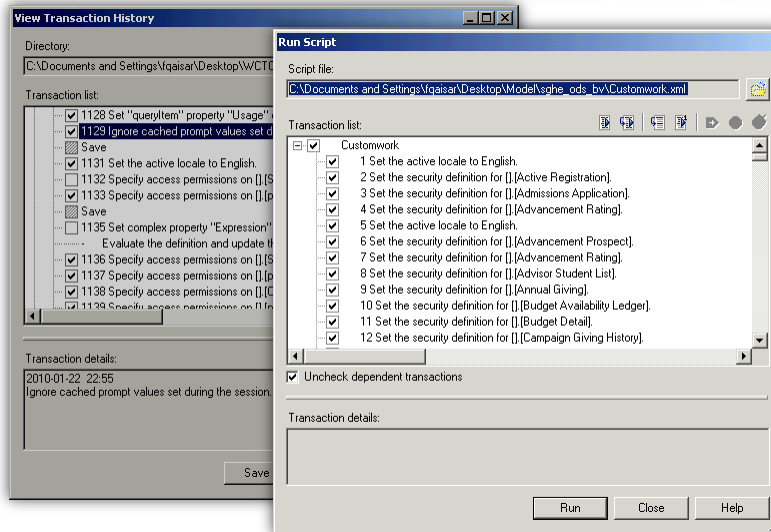 View Transaction History
Directory:
C:\Documents and Settings\fqaisar\Desktop\WCTC
Transaction list:
1128 Set "queryItem" property "Usage"
1129 Ignore cached prompt values set d
Save
1131 Set the active locale to English.
1132 Specify access permissions on [].[S
1133 Specify access permissions on [].[p
Save
1135 Set complex property "Expression"
Evaluate the definition and update th
1136 Specify access permissions on [].[S
1137 Specify access permissions on [].[p
1138 Specify access permissions on [].[C
1139 Specify access permissions on [].[p
Transaction details:
2010-01-22 22:55
Ignore cached prompt values set during the session.
Save
Run Script
Script file:
C:\Documents and Settings\fqaisar\Desktop\Model\sghe_ods_bv\Customwork.xml
Transaction list:
Customwork
1 Set the active locale to English.
2 Set the security definition for [].[Active Registration].
3 Set the security definition for [].[Admissions Application].
4 Set the security definition for [].[Advancement Rating].
5 Set the active locale to English.
6 Set the security definition for [].[Advancement Prospect].
7 Set the security definition for [].[Advancement Rating].
8 Set the security definition for [].[Advisor Student List].
9 Set the security definition for [].[Annual Giving].
10 Set the security definition for [].[Budget Availability Ledger].
11 Set the security definition for [].[Budget Detail].
12 Set the security definition for [].[Campaign Giving History].
Uncheck dependent transactions
Transaction details:
Run
Close
Help